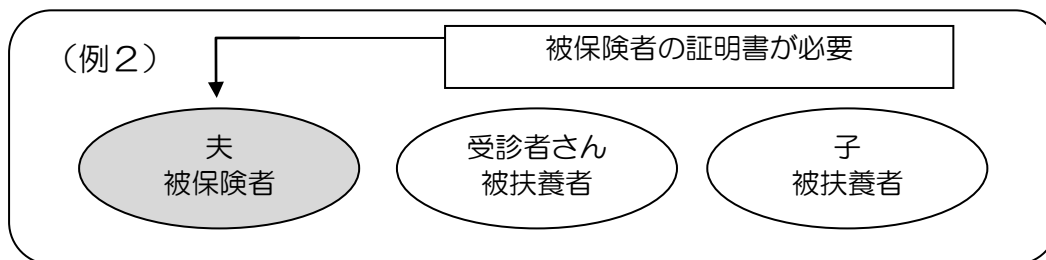 （例２）
被保険者の証明書が必要
夫
被保険者
受診者さん
被扶養者
子
被扶養者